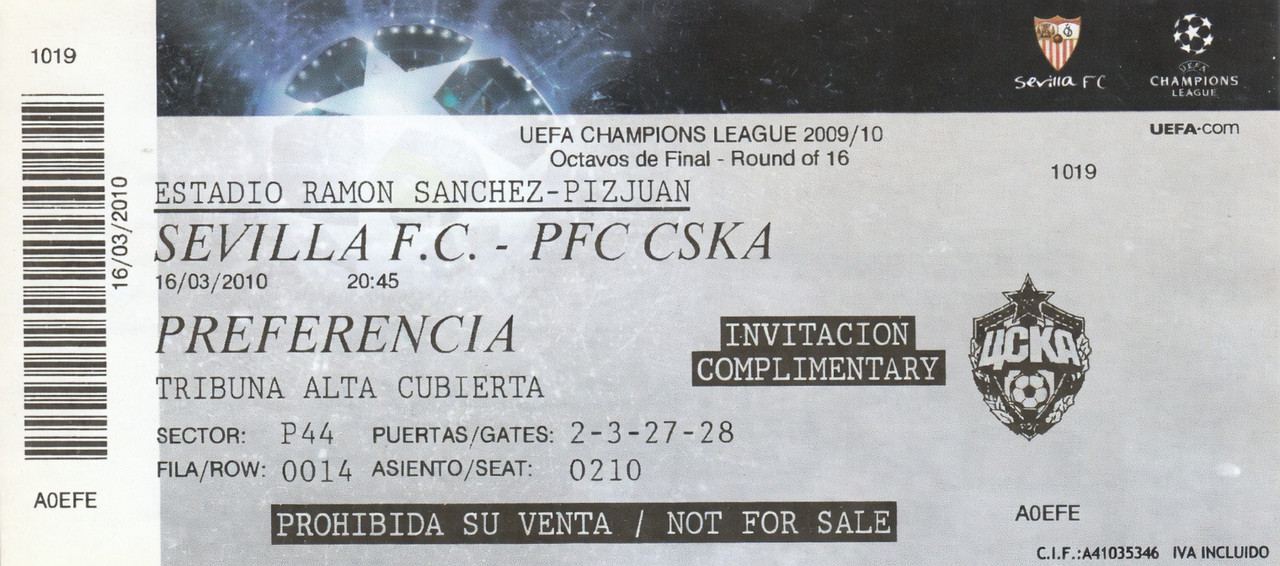 1019
16/03/2010
A0EFE
Sevilla FC
UEFA
CHAMPIONS
LEAGUE
UEFA.com
UEFA CHAMPIONS LEAGUE 2009/10
Octavos de Final - Round of 16
1019
ESTADIO RAMON SANCHEZ-PIZJUAN
SEVILLA F.C. - PFC CSKA
16/03/2010 20:45
PREFERENCIA
INVITACION
COMPLIMENTARY
ЦСКА
TRIBUNA ALTA CUBIERTA
SECTOR: P44 PUERTAS/GATES: 2-3-27-28
FILA/ROW: 0014 ASIENTO/SEAT: 0210
PROHIBIDA SU VENTA / NOT FOR SALE
A0EFE
C.I.F.:A41035346 IVA INCLUIDO